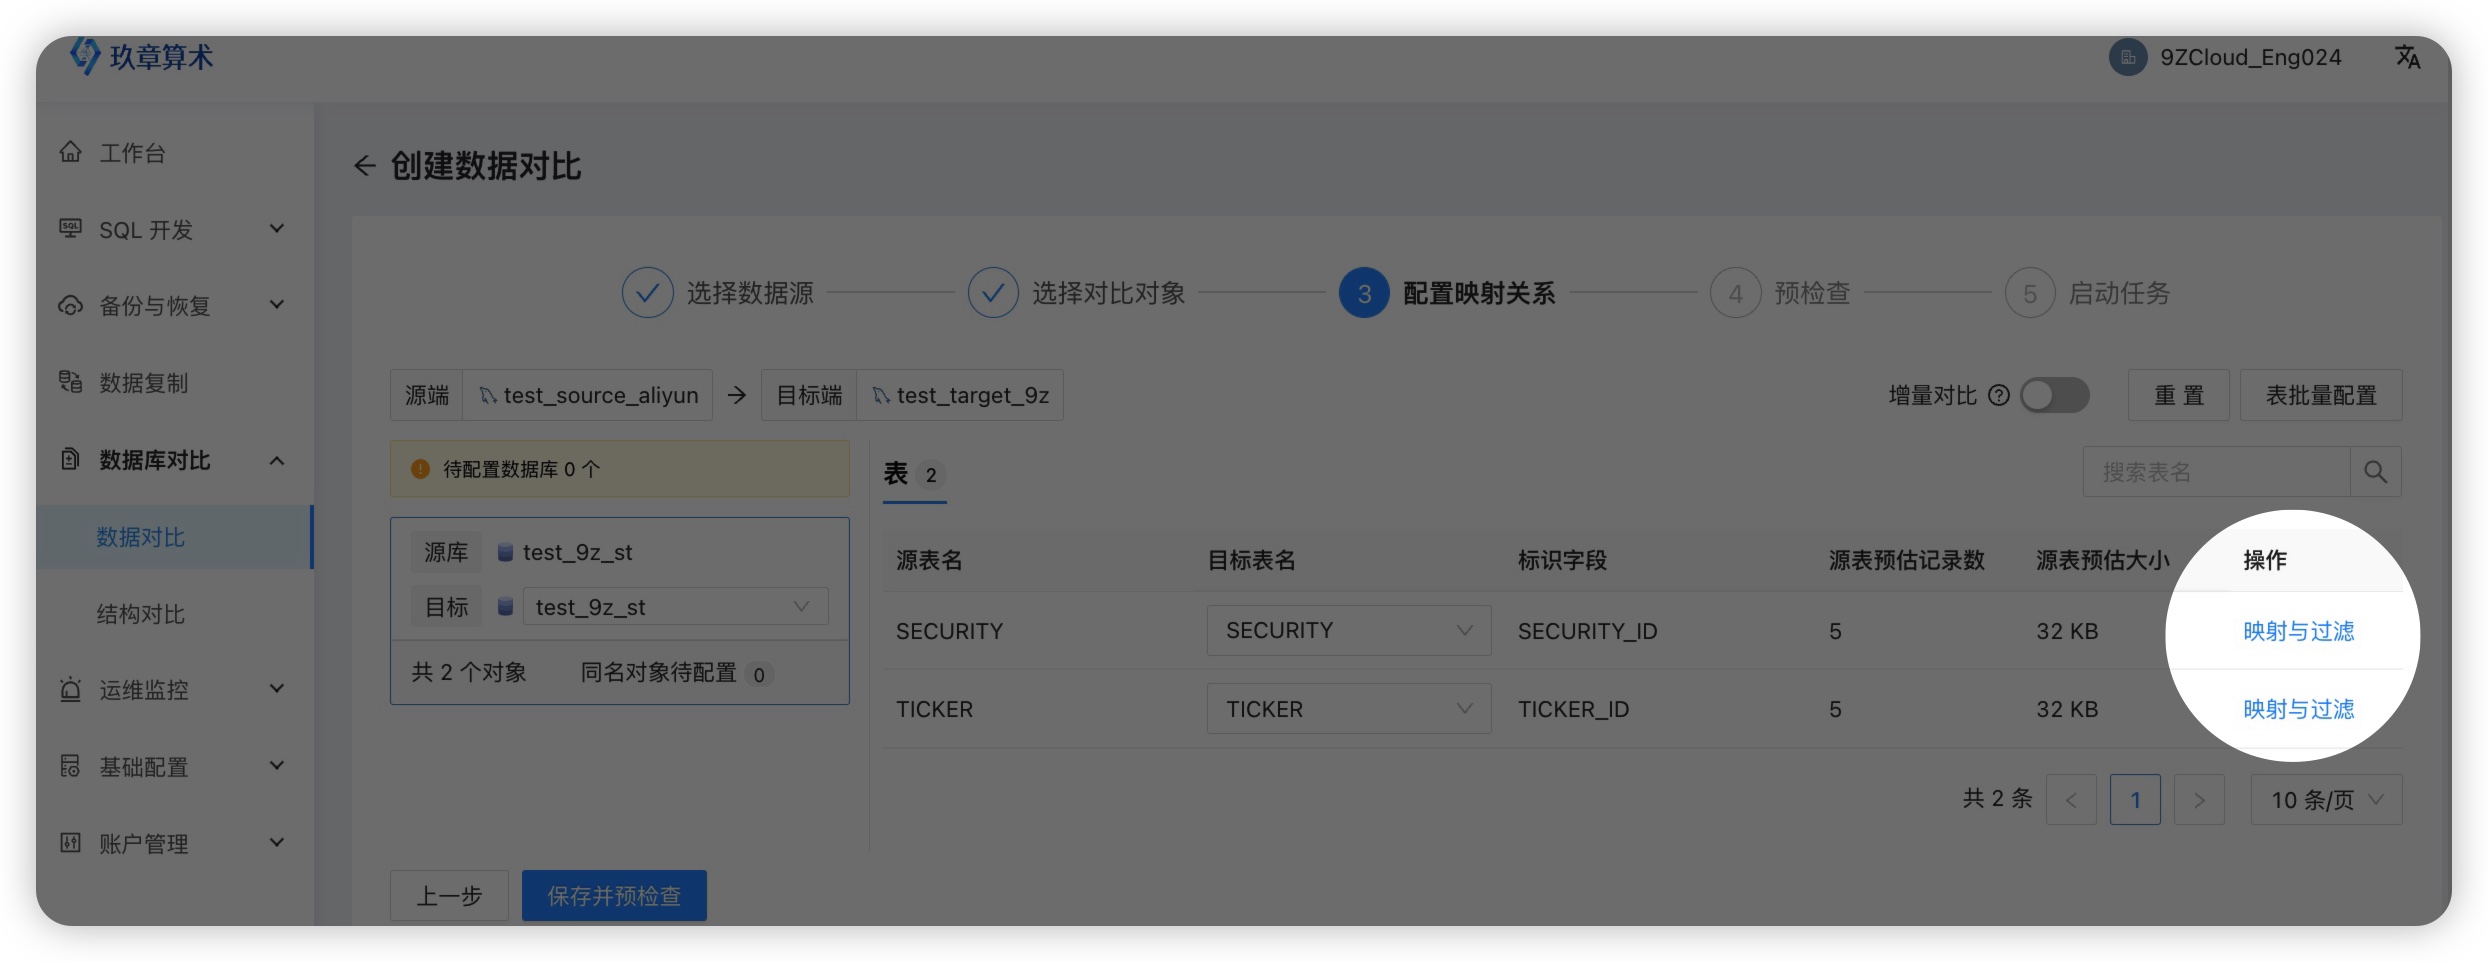 玖章算术
9ZCloud_Eng024
工作台
SQL 开发
备份与恢复
数据复制
数据库对比
数据对比
结构对比
运维监控
基础配置
账户管理
创建数据对比
选择数据源
选择对比对象
3 配置映射关系
4 预检查
5 启动任务
源端 test_source_aliyun
目标端 test_target_9z
增量对比
重 置
表批量配置
待配置数据库 0 个
源库 test_9z_st
目标 test_9z_st
共 2 个对象 同名对象待配置 0
表 2
搜索表名
源表名 目标表名 标识字段 源表预估记录数 源表预估大小 操作
SECURITY SECURITY SECURITY_ID 5 32 KB 映射与过滤
TICKER TICKER TICKER_ID 5 32 KB 映射与过滤
共 2 条 < 1 > 10 条/页
上一步 保存并预检查